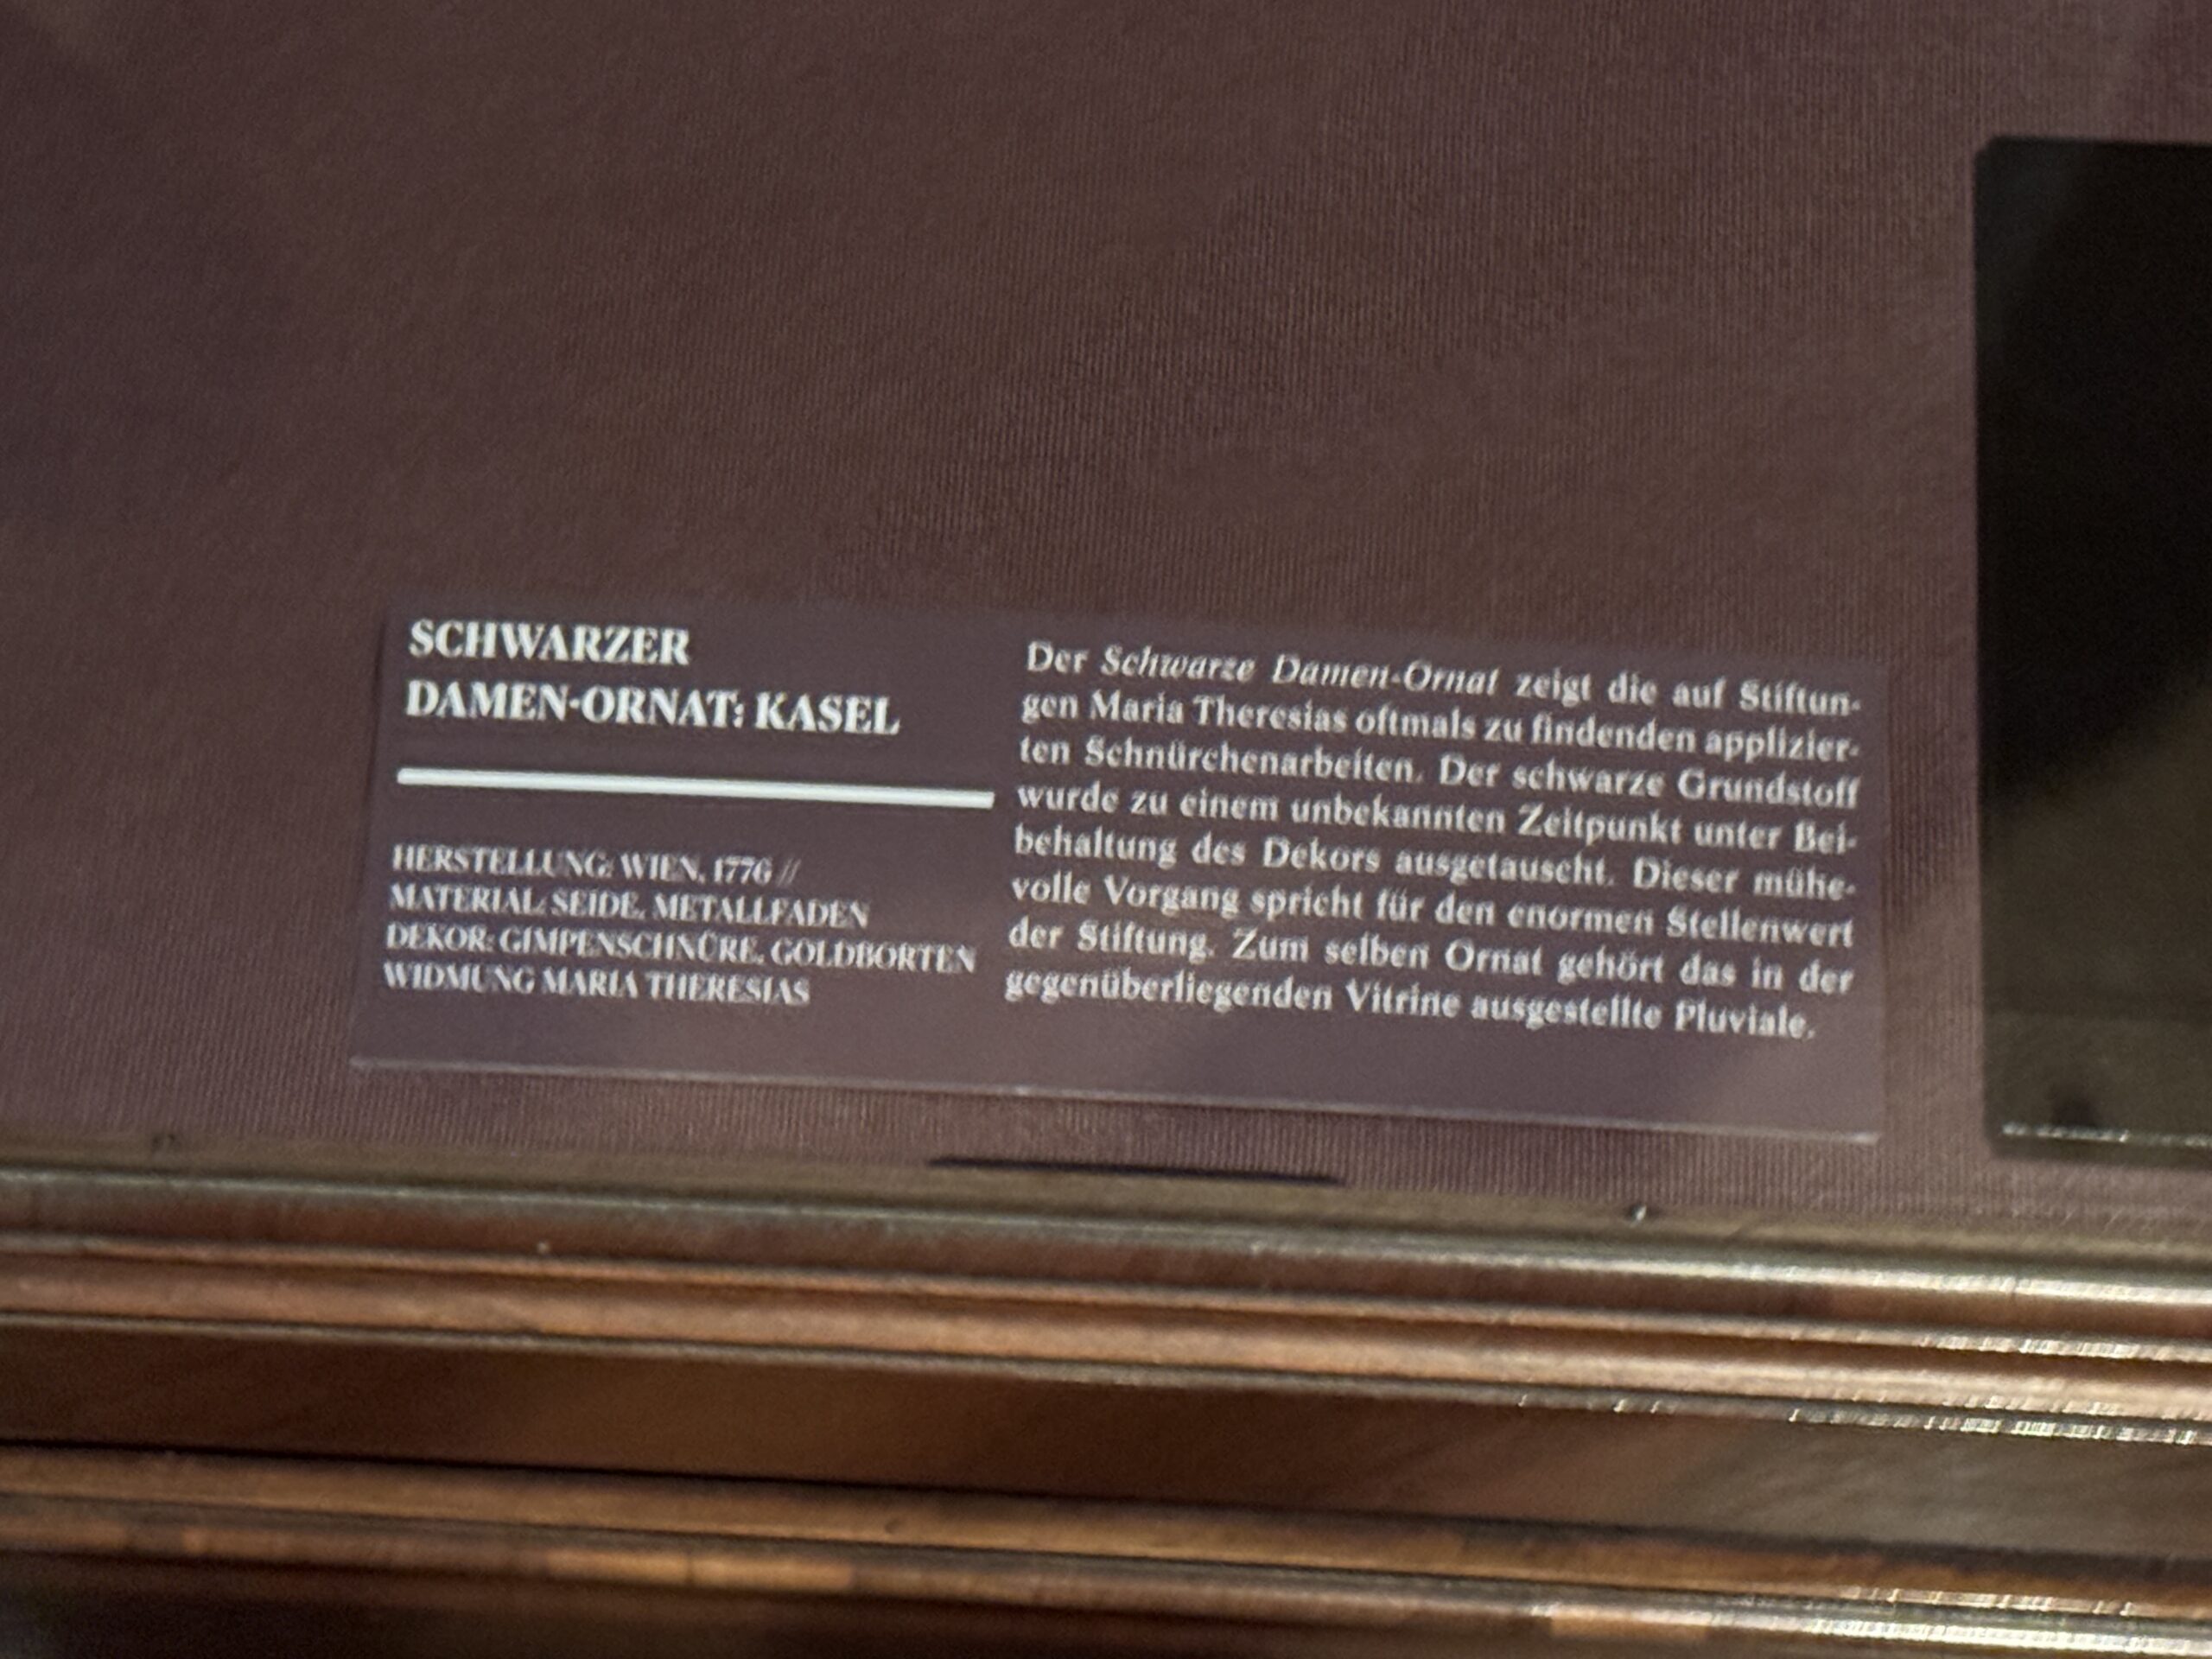 SCHWARZER
DAMEN-ORNAT: KASEL
HERSTELLUNG: WIEN, 1776 //
MATERIAL: SEIDE, METALLFADEN
DEKOR: GIMPENSCHNÜRE, GOLDBORTEN
WIDMUNG MARIA THERESIAS
Der Schwarze Damen-Ornat zeigt die auf Stiftun-
gen Maria Theresias oftmals zu findenden applizier-
ten Schnürchenarbeiten. Der schwarze Grundstoff
wurde zu einem unbekannten Zeitpunkt unter Bei-
behaltung des Dekors ausgetauscht. Dieser mühe-
volle Vorgang spricht für den enormen Stellenwert
der Stiftung. Zum selben Ornat gehört das in der
gegenüberliegenden Vitrine ausgestellte Pluviale.